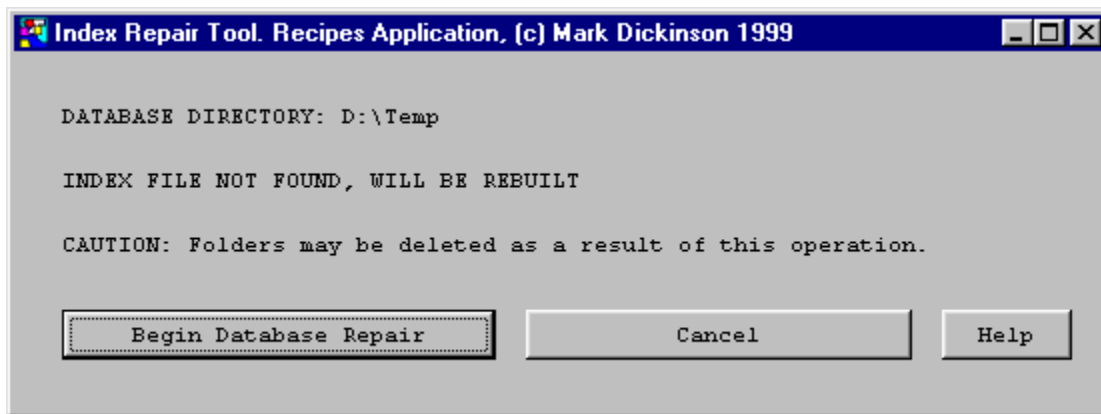 Index Repair Tool. Recipes Application, (c) Mark Dickinson 1999
DATABASE DIRECTORY: D:\Temp
INDEX FILE NOT FOUND, WILL BE REBUILT
CAUTION: Folders may be deleted as a result of this operation.
Begin Database Repair Cancel Help